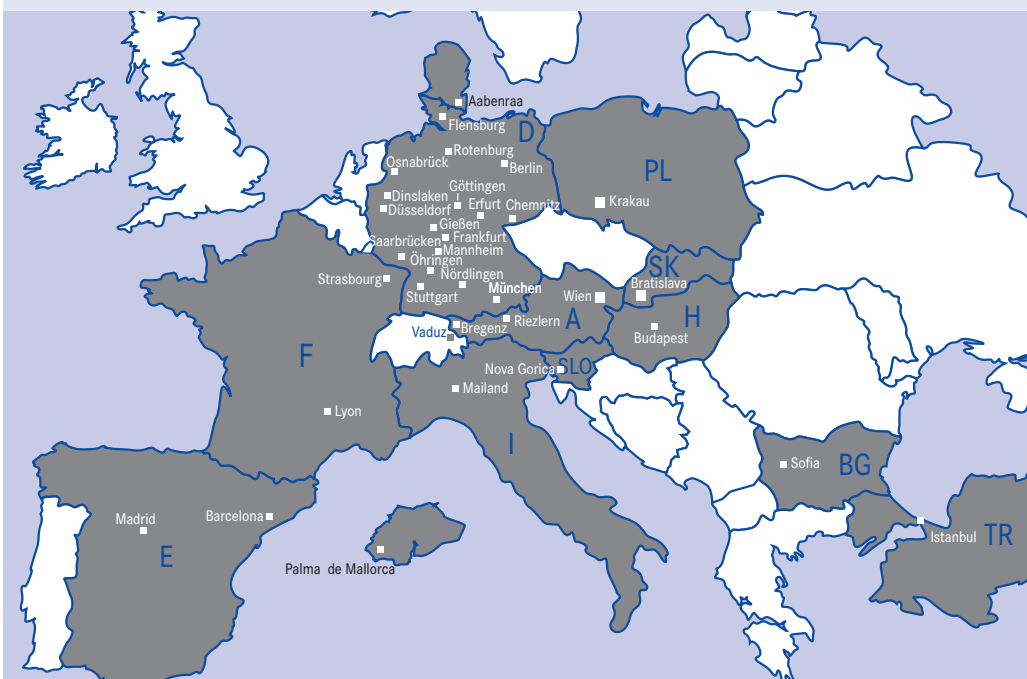 Aabenraa
Flensburg
D
Rotenburg
Osnabrück
Berlin
PL
Göttingen
Dinslaken
Erfurt
Chemnitz
Krakau
Düsseldorf
Gießen
Saarbrücken
Frankfurt
Mannheim
Öhringen
SK
Strasbourg
Nördlingen
Bratislava
München
Stuttgart
Wien
H
Riezlern
A
Vaduz
Bregenz
Budapest
F
Nova Gorica
SLO
Mailand
Lyon
I
Sofia
BG
Madrid
Barcelona
Istanbul
TR
E
Palma de Mallorca